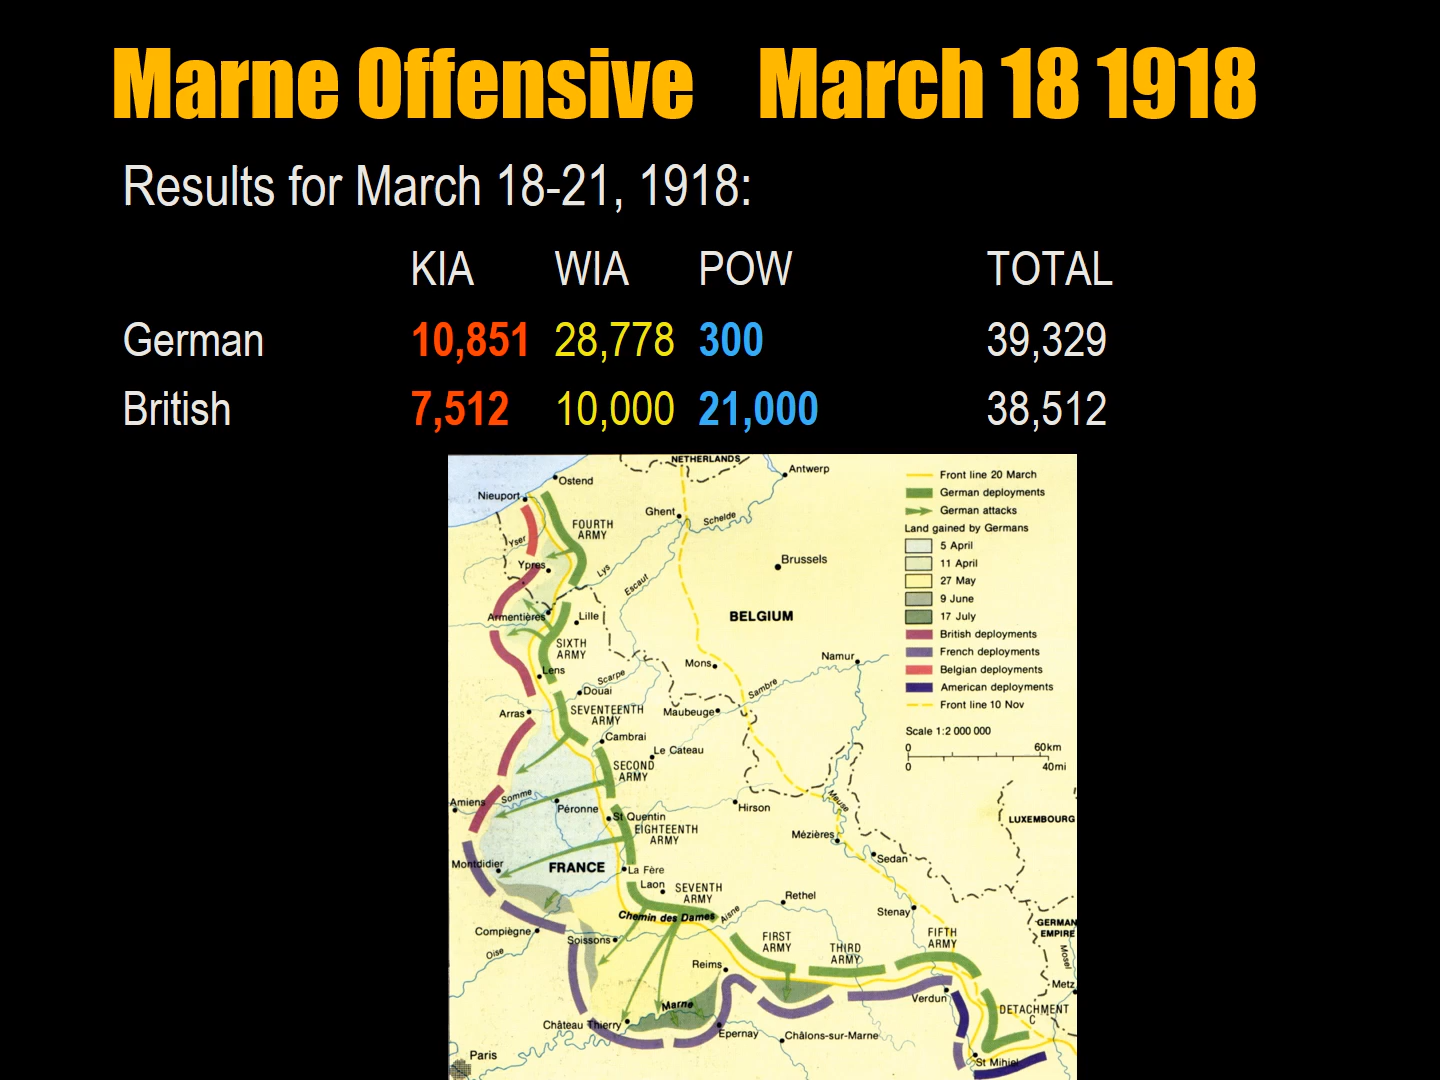 Marne Offensive March 18 1918
Results for March 18-21, 1918:
KIA WIA POW TOTAL
German 10,851 28,778 300 39,329
British 7,512 10,000 21,000 38,512
NETHERLANDS
Antwerp
Ostend
Nieuport
Ghent
Schelde
FOURTH
ARMY
Yser
Ypres
Lys
Escaut
Brussels
BELGIUM
Armentières
Lille
SIXTH
ARMY
Lens
Scarpe
Douai
Mons
Namur
Sambre
Maubeuge
Arras
SEVENTEENTH
ARMY
Cambrai
Le Cateau
SECOND
ARMY
Amiens
Somme
Péronne
St Quentin
Hirson
EIGHTEENTH
ARMY
Meuse
Mézières
Sedan
LUXEMBOURG
Montdidier
FRANCE
La Fère
Laon
SEVENTH
ARMY
Rethel
Stenay
Chemin des Dames
Aisne
Compiègne
Oise
Soissons
FIRST
ARMY
THIRD
ARMY
FIFTH
ARMY
GERMAN
EMPIRE
Mosel
Metz
Reims
Verdun
Marne
DETACHMENT
C
Château Thierry
Epernay
Châlons-sur-Marne
Paris
St Mihiel
Front line 20 March
German deployments
German attacks
Land gained by Germans
5 April
11 April
27 May
9 June
17 July
British deployments
French deployments
Belgian deployments
American deployments
Front line 10 Nov
Scale 1:2 000 000
0 60km
0 40mi